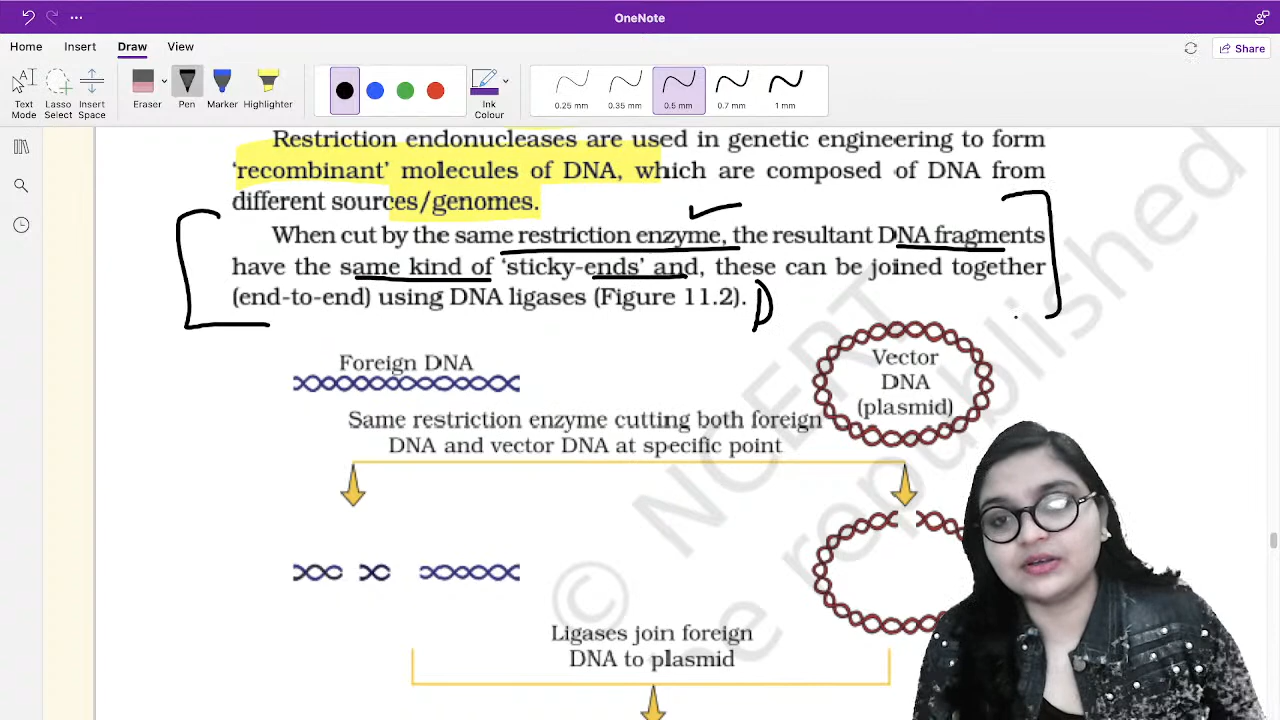 OneNote
Home Insert Draw View
Share
Text Mode
Lasso Select
Insert Space
Eraser
Pen
Marker
Highlighter
Ink Colour
0.25 mm
0.35 mm
0.5 mm
0.7 mm
1 mm
Restriction endonucleases are used in genetic engineering to form
‘recombinant’ molecules of DNA, which are composed of DNA from
different sources/genomes.
When cut by the same restriction enzyme, the resultant DNA fragments
have the same kind of ‘sticky-ends’ and, these can be joined together
(end-to-end) using DNA ligases (Figure 11.2). D
Foreign DNA
Vector
DNA
(plasmid)
Same restriction enzyme cutting both foreign
DNA and vector DNA at specific point
Ligases join foreign
DNA to plasmid
© NCERT
be republished